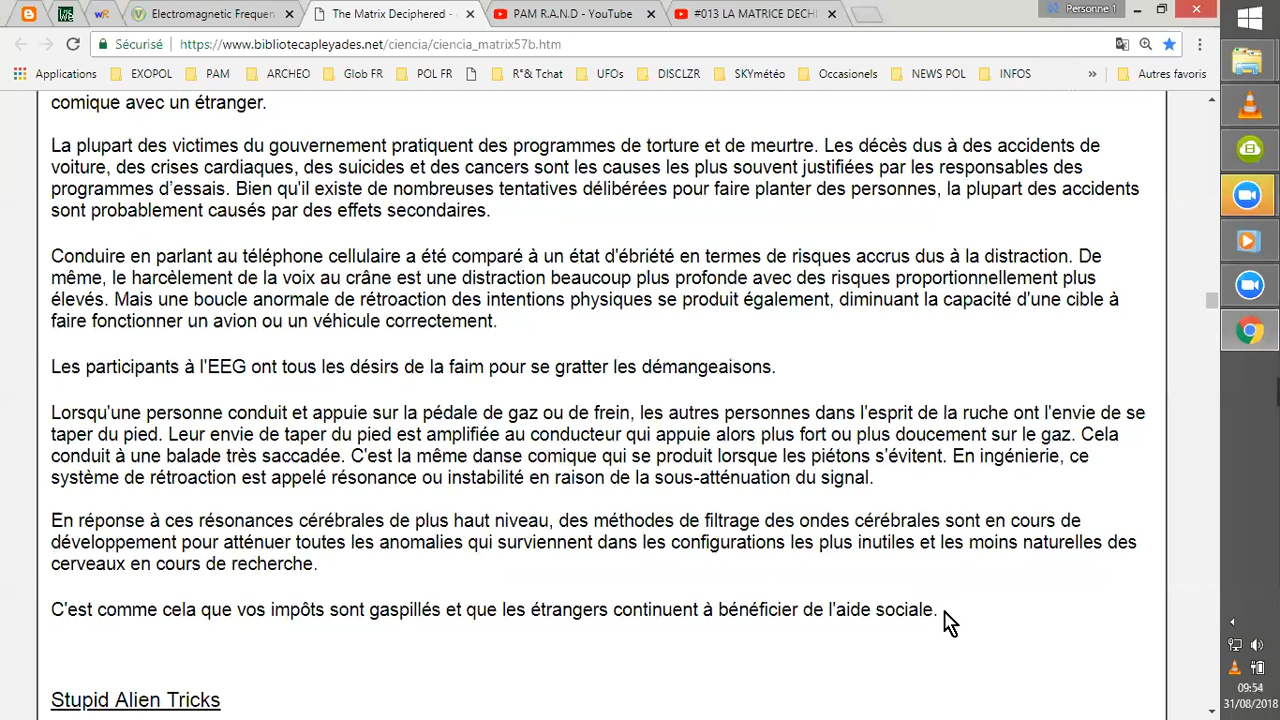 Electromagnetic Frequen
The Matrix Deciphered -
PAM R.A.N.D - YouTube
#013 LA MATRICE DECH
Personne 1
Sécurisé
https://www.bibliotecapleyades.net/ciencia/ciencia_matrix57b.htm
Applications
EXOPOL
PAM
ARCHEO
Glob FR
POL FR
R°& Tchat
UFOs
DISCLZR
SKYmétéo
Occasionels
NEWS POL
INFOS
»
Autres favoris
comique avec un étranger.
La plupart des victimes du gouvernement pratiquent des programmes de torture et de meurtre. Les décès dus à des accidents de
voiture, des crises cardiaques, des suicides et des cancers sont les causes les plus souvent justifiées par les responsables des
programmes d'essais. Bien qu'il existe de nombreuses tentatives délibérées pour faire planter des personnes, la plupart des accidents
sont probablement causés par des effets secondaires.
Conduire en parlant au téléphone cellulaire a été comparé à un état d'ébriété en termes de risques accrus dus à la distraction. De
même, le harcèlement de la voix au crâne est une distraction beaucoup plus profonde avec des risques proportionnellement plus
élevés. Mais une boucle anormale de rétroaction des intentions physiques se produit également, diminuant la capacité d'une cible à
faire fonctionner un avion ou un véhicule correctement.
Les participants à l'EEG ont tous les désirs de la faim pour se gratter les démangeaisons.
Lorsqu'une personne conduit et appuie sur la pédale de gaz ou de frein, les autres personnes dans l'esprit de la ruche ont l'envie de se
taper du pied. Leur envie de taper du pied est amplifiée au conducteur qui appuie alors plus fort ou plus doucement sur le gaz. Cela
conduit à une balade très saccadée. C'est la même danse comique qui se produit lorsque les piétons s'évitent. En ingénierie, ce
système de rétroaction est appelé résonance ou instabilité en raison de la sous-atténuation du signal.
En réponse à ces résonances cérébrales de plus haut niveau, des méthodes de filtrage des ondes cérébrales sont en cours de
développement pour atténuer toutes les anomalies qui surviennent dans les configurations les plus inutiles et les moins naturelles des
cerveaux en cours de recherche.
C'est comme cela que vos impôts sont gaspillés et que les étrangers continuent à bénéficier de l'aide sociale.
Stupid Alien Tricks
09:54
31/08/2018